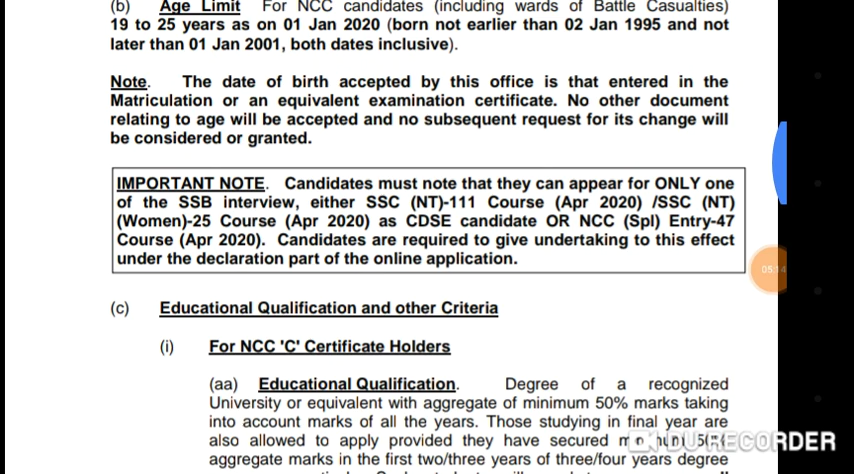 (b) Age Limit For NCC candidates (including wards of Battle Casualties)
19 to 25 years as on 01 Jan 2020 (born not earlier than 02 Jan 1995 and not
later than 01 Jan 2001, both dates inclusive).
Note. The date of birth accepted by this office is that entered in the
Matriculation or an equivalent examination certificate. No other document
relating to age will be accepted and no subsequent request for its change will
be considered or granted.
IMPORTANT NOTE. Candidates must note that they can appear for ONLY one
of the SSB interview, either SSC (NT)-111 Course (Apr 2020) /SSC (NT)
(Women)-25 Course (Apr 2020) as CDSE candidate OR NCC (Spl) Entry-47
Course (Apr 2020). Candidates are required to give undertaking to this effect
under the declaration part of the online application.
05:14
(c) Educational Qualification and other Criteria
(i) For NCC 'C' Certificate Holders
(aa) Educational Qualification. Degree of a recognized
University or equivalent with aggregate of minimum 50% marks taking
into account marks of all the years. Those studying in final year are
also allowed to apply provided they have secured
DU RECORDER
aggregate marks in the first two/three years of three/four years degree